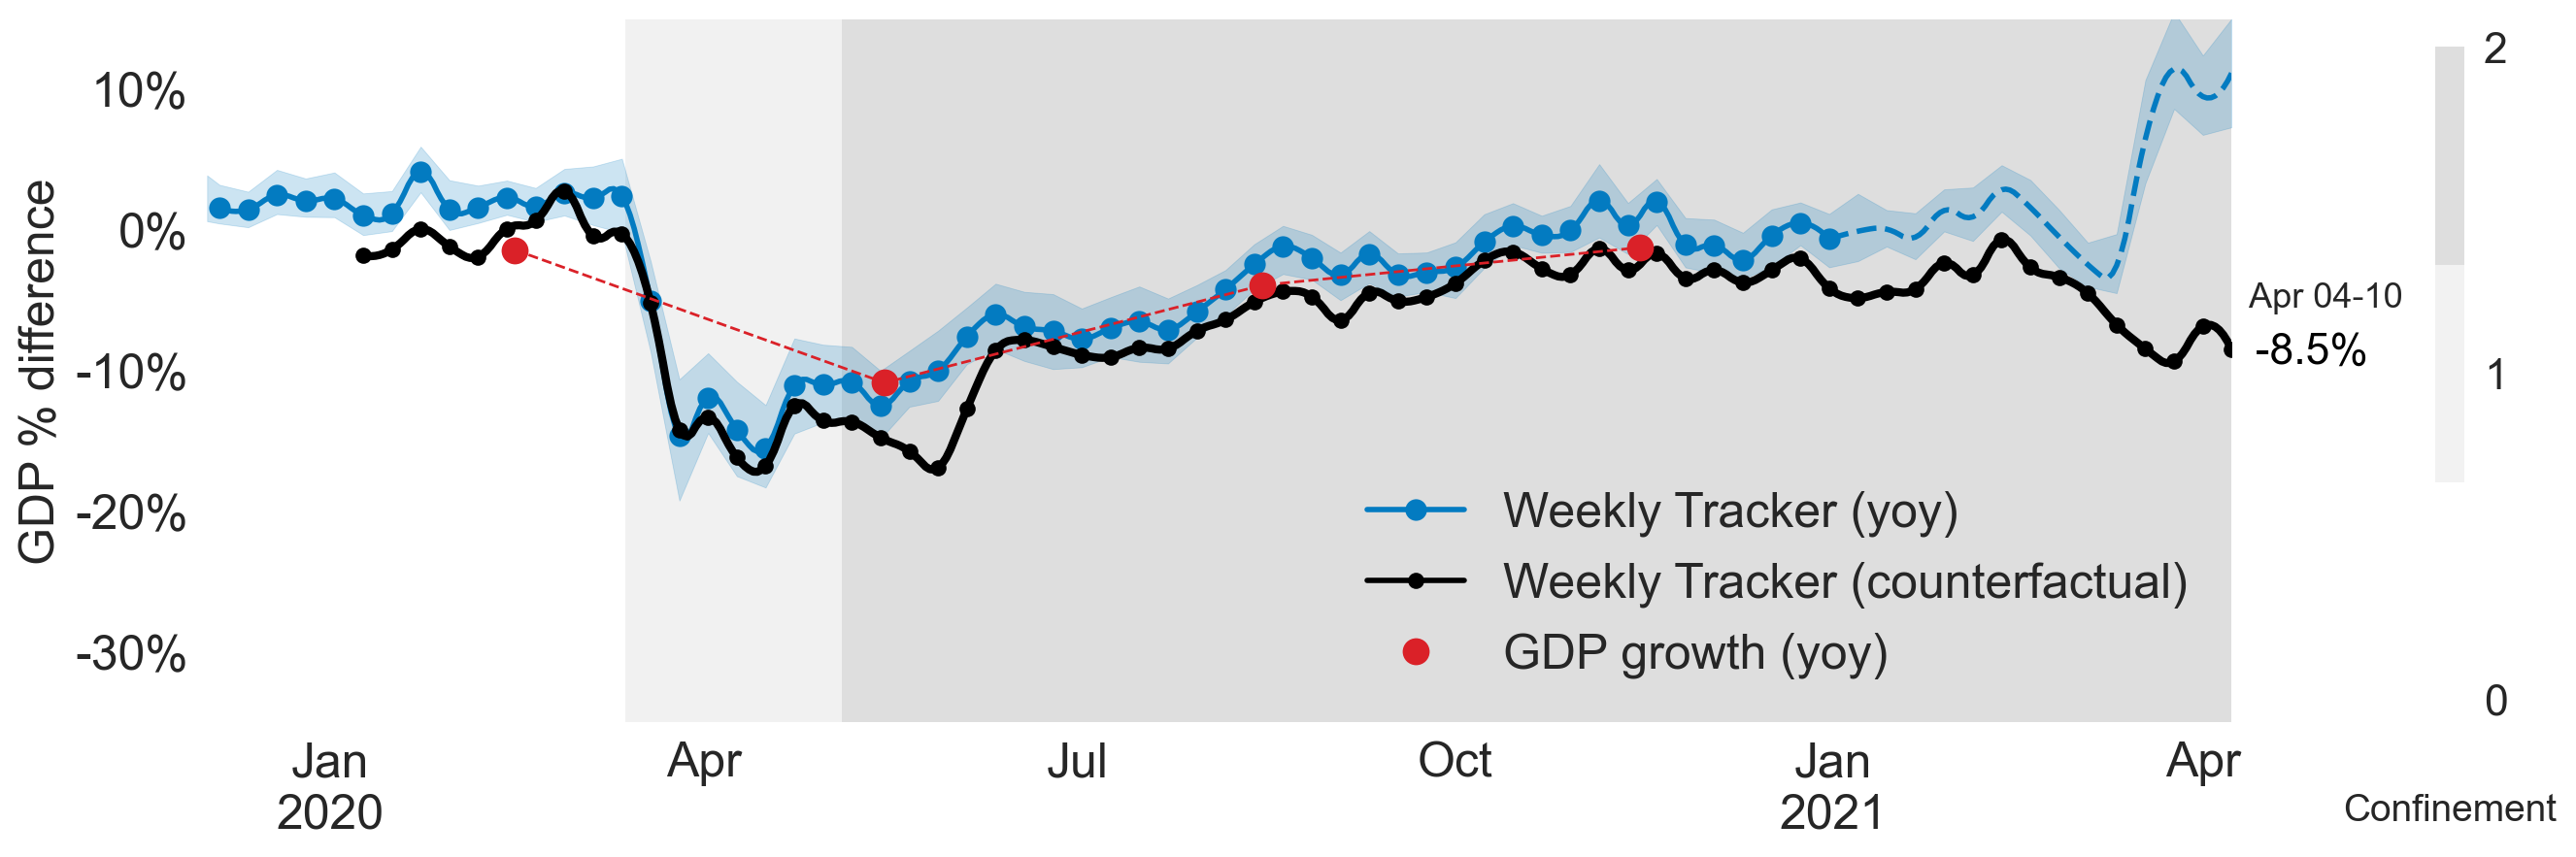 GDP % difference
10%
0%
-10%
-20%
-30%
Weekly Tracker (yoy)
Weekly Tracker (counterfactual)
GDP growth (yoy)
Jan
2020
Apr
Jul
Oct
Jan
2021
Apr
Apr 04-10
-8.5%
2
1
0
Confinement